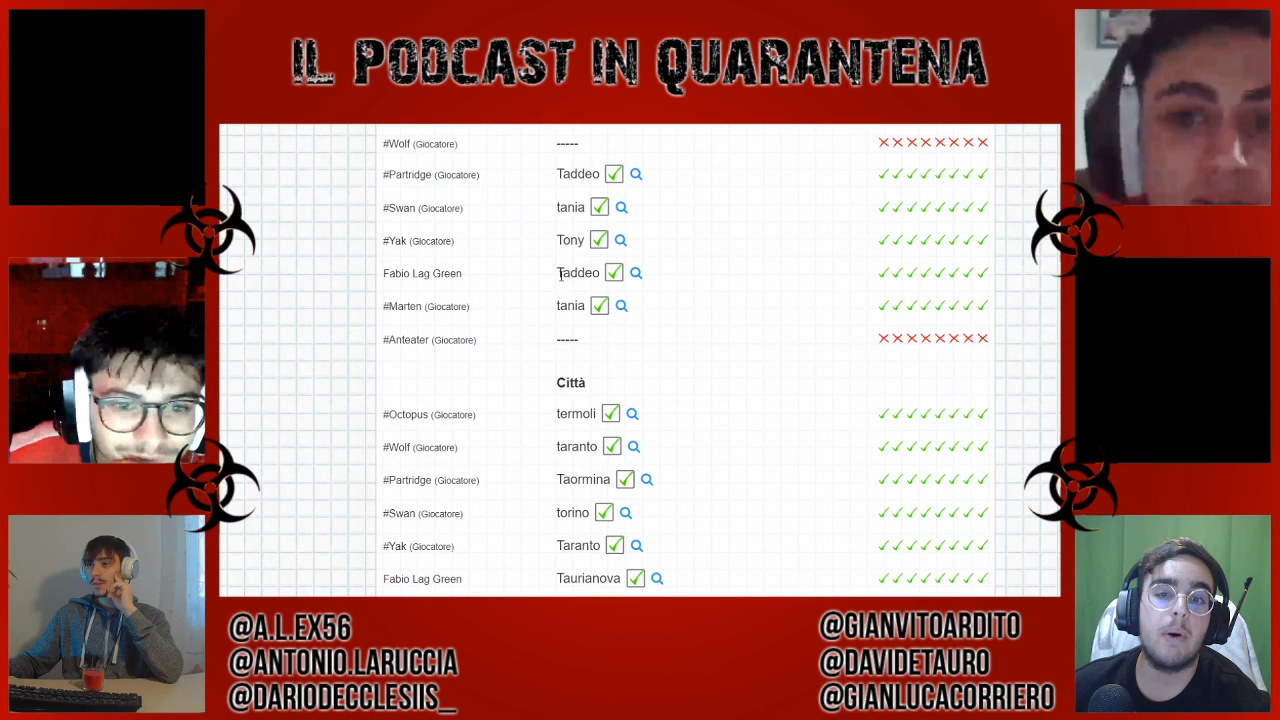 IL PODCAST IN QUARANTENA
#Wolf (Giocatore) -----
#Partridge (Giocatore) Taddeo
#Swan (Giocatore) tania
#Yak (Giocatore) Tony
Fabio Lag Green Taddeo
#Marten (Giocatore) tania
#Anteater (Giocatore) -----
Città
#Octopus (Giocatore) termoli
#Wolf (Giocatore) taranto
#Partridge (Giocatore) Taormina
#Swan (Giocatore) torino
#Yak (Giocatore) Taranto
Fabio Lag Green Taurianova
@A.L.EX56
@ANTONIO.LARUCCIA
@DARIODECCLESIIS_
@GIANVITOARDITO
@DAVIDETAURO
@GIANLUCACORRIERO